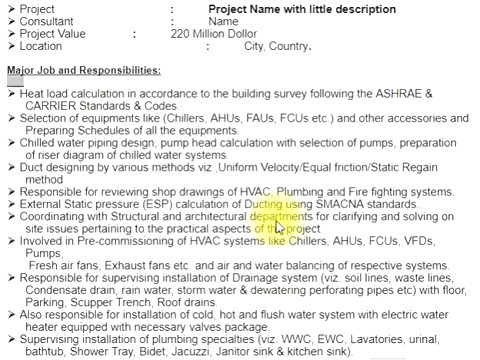 ➤ Project : Project Name with little description
➤ Consultant : Name
➤ Project Value : 220 Million Dollor
➤ Location : City, Country.
Major Job and Responsibilities:
➤ Heat load calculation in accordance to the building survey following the ASHRAE &
CARRIER Standards & Codes.
➤ Selection of equipments like (Chillers, AHUs, FAUs, FCUs etc.) and other accessories and
Preparing Schedules of all the equipments.
➤ Chilled water piping design, pump head calculation with selection of pumps, preparation
of riser diagram of chilled water systems.
➤ Duct designing by various methods viz.,Uniform Velocity/Equal friction/Static Regain
method
➤ Responsible for reviewing shop drawings of HVAC, Plumbing and Fire fighting systems.
➤ External Static pressure (ESP) calculation of Ducting using SMACNA standards.
➤ Coordinating with Structural and architectural departments for clarifying and solving on
site issues pertaining to the practical aspects of the project.
➤ Involved in Pre-commissioning of HVAC systems like Chillers, AHUs, FCUs, VFDs,
Pumps,
Fresh air fans, Exhaust fans etc. and air and water balancing of respective systems.
➤ Responsible for supervising installation of Drainage system (viz. soil lines, waste lines,
Condensate drain, rain water, storm water & dewatering perforating pipes etc) with floor,
Parking, Scupper Trench, Roof drains.
➤ Also responsible for installation of cold, hot and flush water system with electric water
heater equipped with necessary valves package.
➤ Supervising installation of plumbing specialties (viz. WWC, EWC, Lavatories, urinal,
bathtub, Shower Tray, Bidet, Jacuzzi, Janitor sink & kitchen sink).